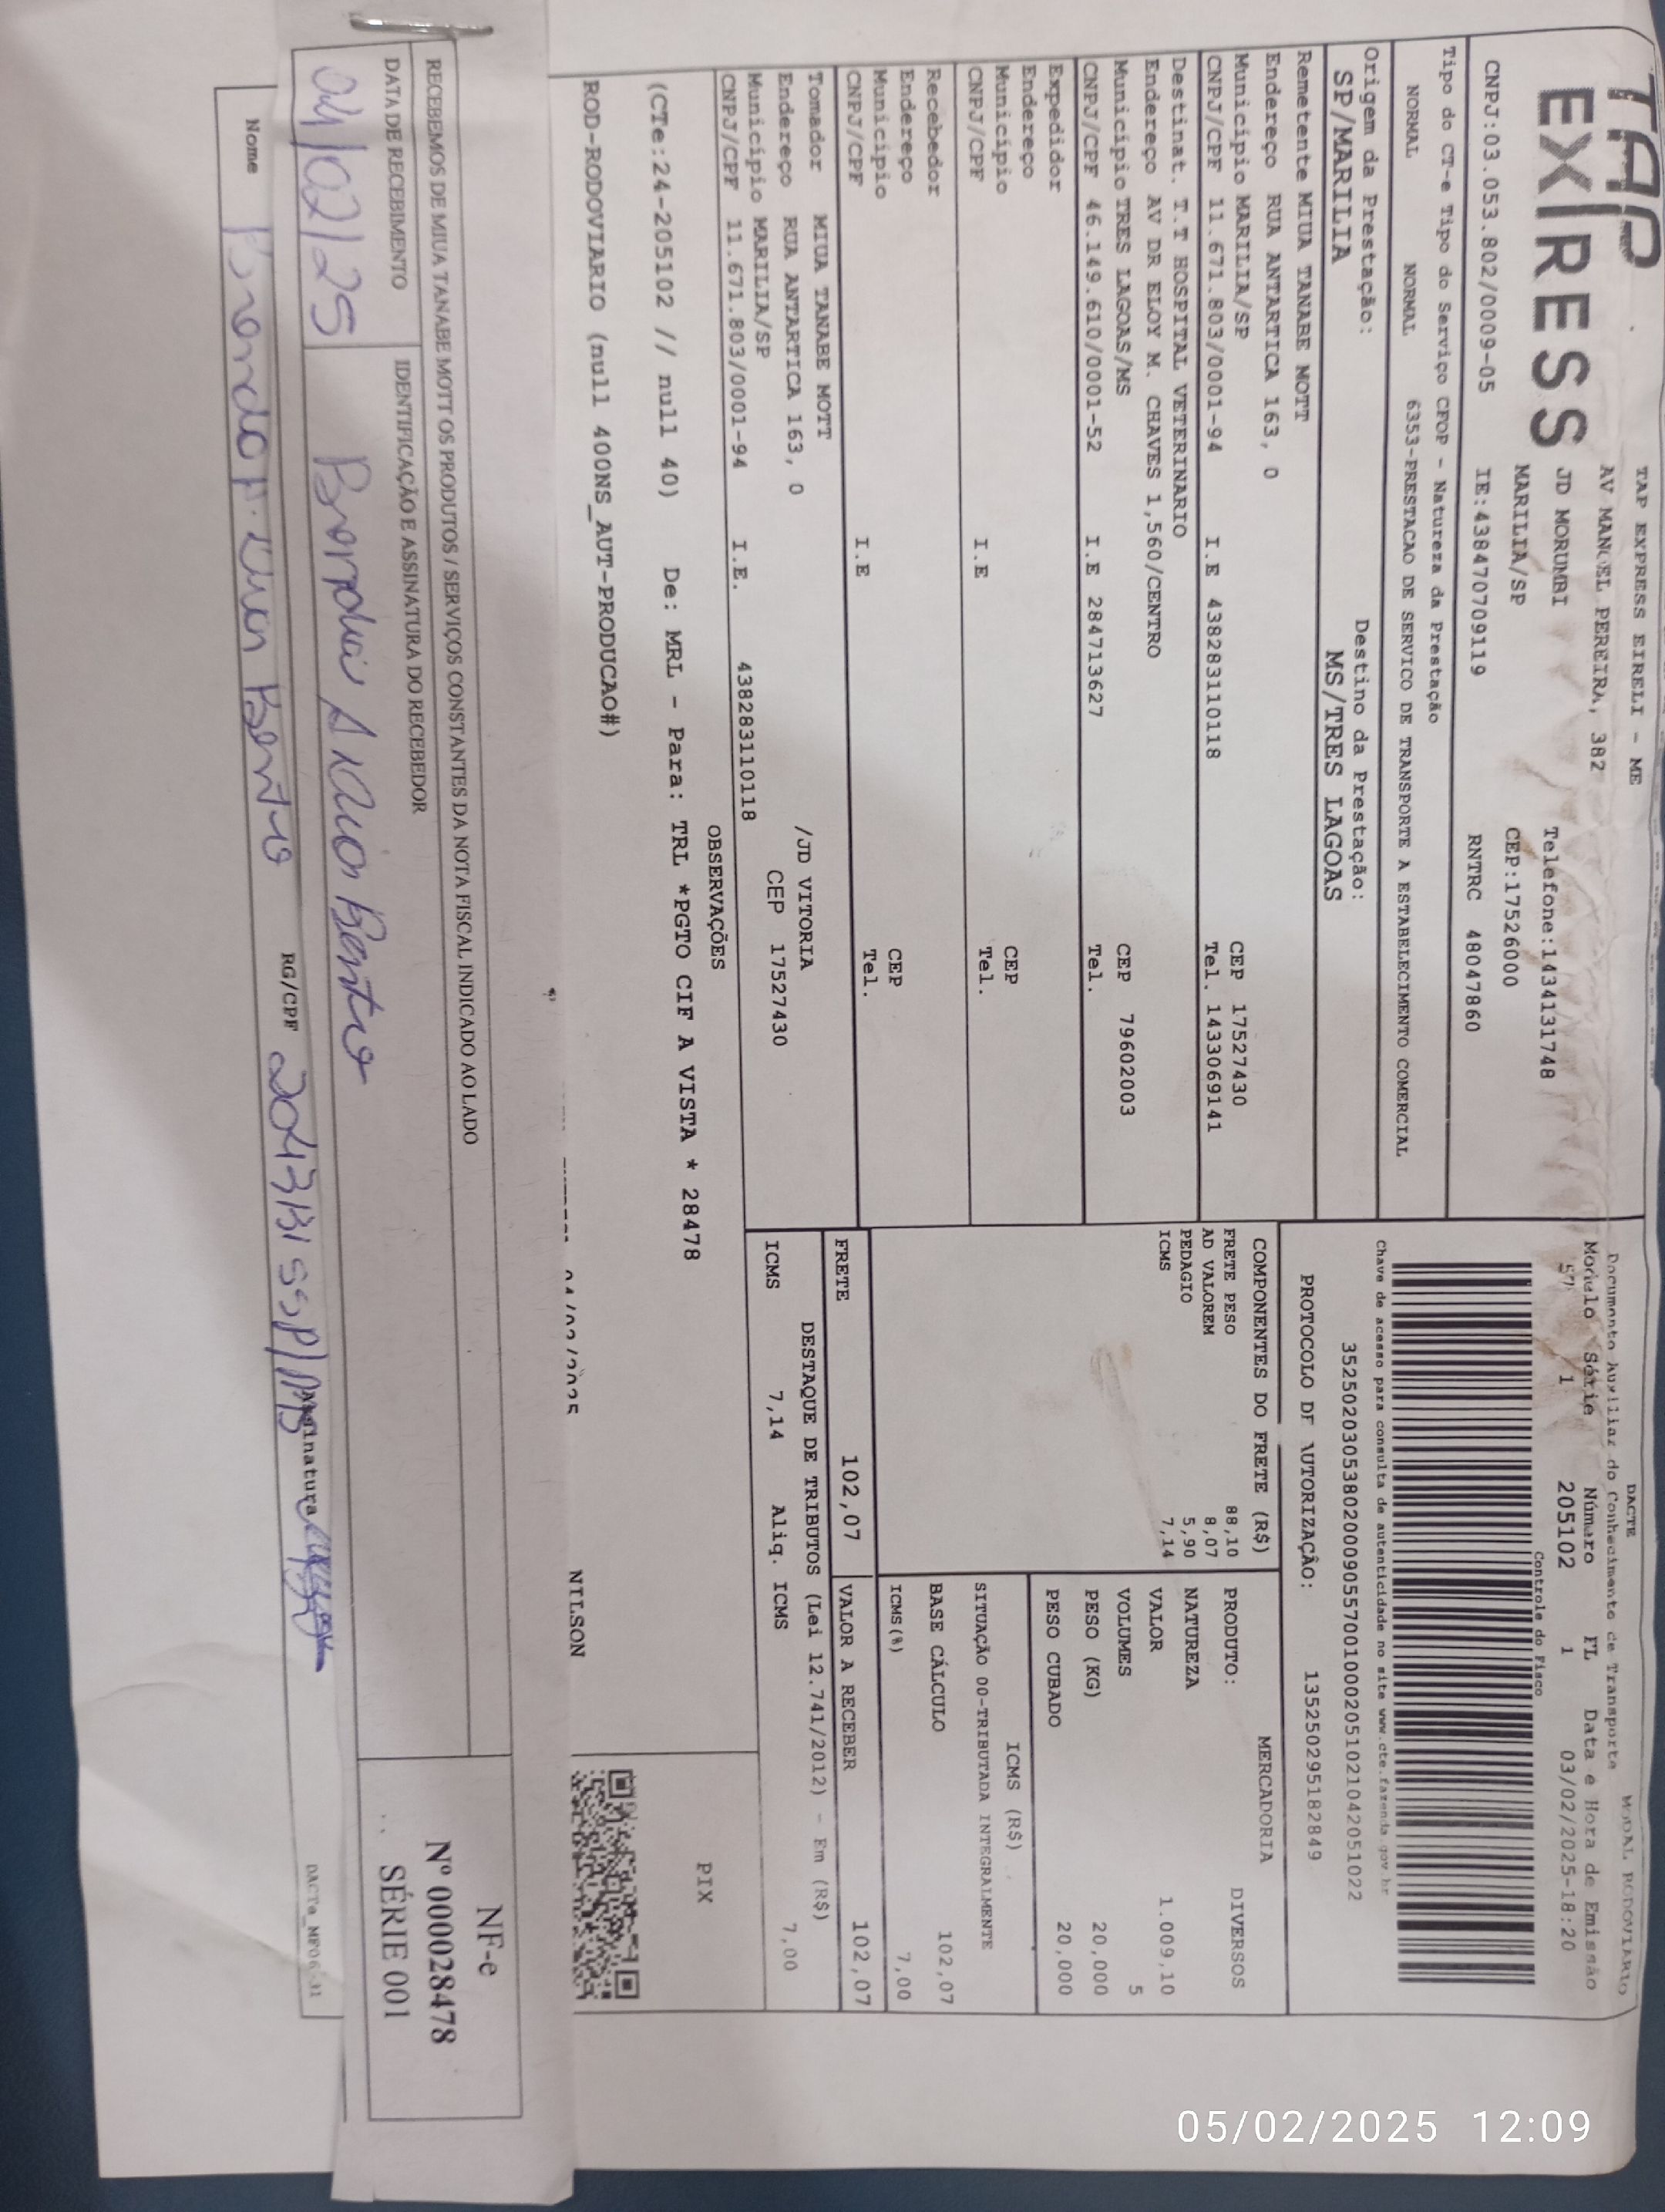 TAP
EXPRESS
TAP EXPRESS EIRELI - ME
AV MANOEL PEREIRA, 382
JD MORUMBI Telefone:1434131748
MARILIA/SP CEP:17526000
CNPJ:03.053.802/0009-05 IE:438470709119 RNTRC 48047860
Tipo do CT-e Tipo do Serviço CFOP - Natureza da Prestação
NORMAL NORMAL 6353-PRESTACAO DE SERVICO DE TRANSPORTE A ESTABELECIMENTO COMERCIAL
Origem da Prestação: Destino da Prestação:
SP/MARILIA MS/TRES LAGOAS
DACTE MODAL RODOVIARIO
Documento Auxiliar do Conhecimento de Transporte
Modulo Série Número FL Data e Hora de Emissão
57 1 205102 1 03/02/2025-18:20
Controle do Fisco
Chave de acesso para consulta de autenticidade no site www.cte.fazenda.gov.br
35250203053802000905570010002051021042051022
PROTOCOLO DE AUTORIZAÇÃO: 135250295182849
Remetente MIUA TANABE MOTT
Endereço RUA ANTARTICA 163, 0
Município MARILIA/SP CEP 17527430
CNPJ/CPF 11.671.803/0001-94 I.E 438283110118 Tel. 1433069141
Destinat. T.T HOSPITAL VETERINARIO
Endereço AV DR ELOY M. CHAVES 1,560/CENTRO
Município TRES LAGOAS/MS CEP 79602003
CNPJ/CPF 46.149.610/0001-52 I.E 284713627 Tel.
Expedidor
Endereço
Município CEP
CNPJ/CPF I.E Tel.
Recebedor
Endereço
Município CEP
CNPJ/CPF I.E Tel.
Tomador MIUA TANABE MOTT
Endereço RUA ANTARTICA 163, 0 /JD VITORIA
Município MARILIA/SP CEP 17527430
CNPJ/CPF 11.671.803/0001-94 I.E. 438283110118
COMPONENTES DO FRETE (R$)
FRETE PESO 88,10
AD VALOREM 8,07
PEDAGIO 5,90
ICMS 7,14
MERCADORIA
PRODUTO: DIVERSOS
NATUREZA
VALOR 1.009,10
VOLUMES 5
PESO (KG) 20,000
PESO CUBADO 20,000
ICMS (R$)
SITUAÇÃO 00-TRIBUTADA INTEGRALMENTE
BASE CÁLCULO 102,07
ICMS(%) 7,00
FRETE 102,07 VALOR A RECEBER 102,07
DESTAQUE DE TRIBUTOS (Lei 12.741/2012) - Em (R$)
ICMS 7,14 Aliq. ICMS 7,00
OBSERVAÇÕES
PIX
(CTe:24-205102 // null 40) De: MRL - Para: TRL *PGTO CIF A VISTA * 28478
ROD-RODOVIARIO (null 400NS_AUT-PRODUCAO#)
NILSON
RECEBEMOS DE MIUA TANABE MOTT OS PRODUTOS / SERVIÇOS CONSTANTES DA NOTA FISCAL INDICADO AO LADO
DATA DE RECEBIMENTO IDENTIFICAÇÃO E ASSINATURA DO RECEBEDOR
04/02/25
NF-e
Nº 000028478
SÉRIE 001
Nome RG/CPF Assinatura
DACTe_MF06-31
05/02/2025 12:09